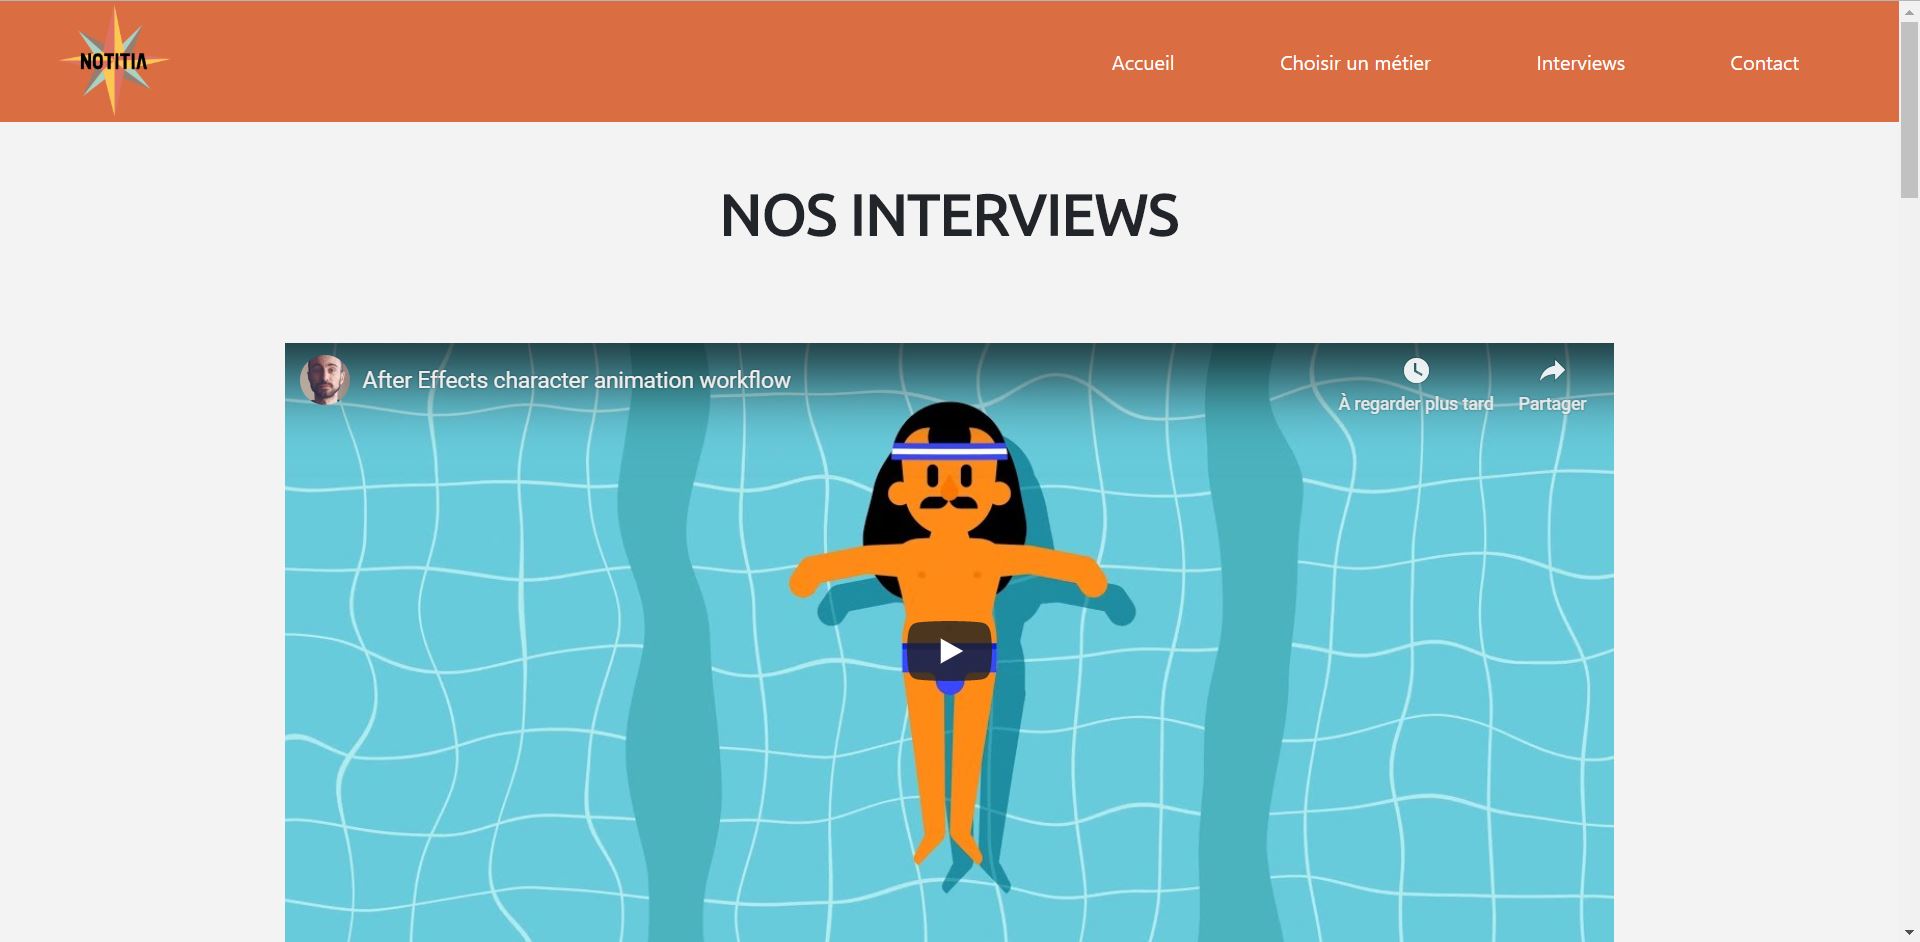 NOTITIA
Accueil
Choisir un métier
Interviews
Contact
NOS INTERVIEWS
After Effects character animation workflow
À regarder plus tard
Partager